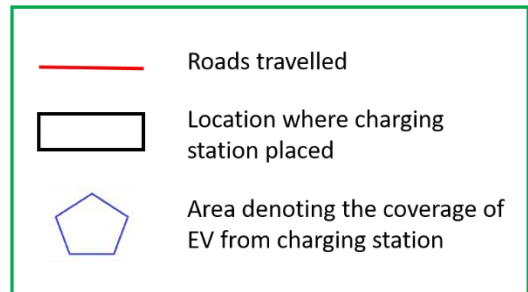 Roads travelled
Location where charging
station placed
Area denoting the coverage of
EV from charging station